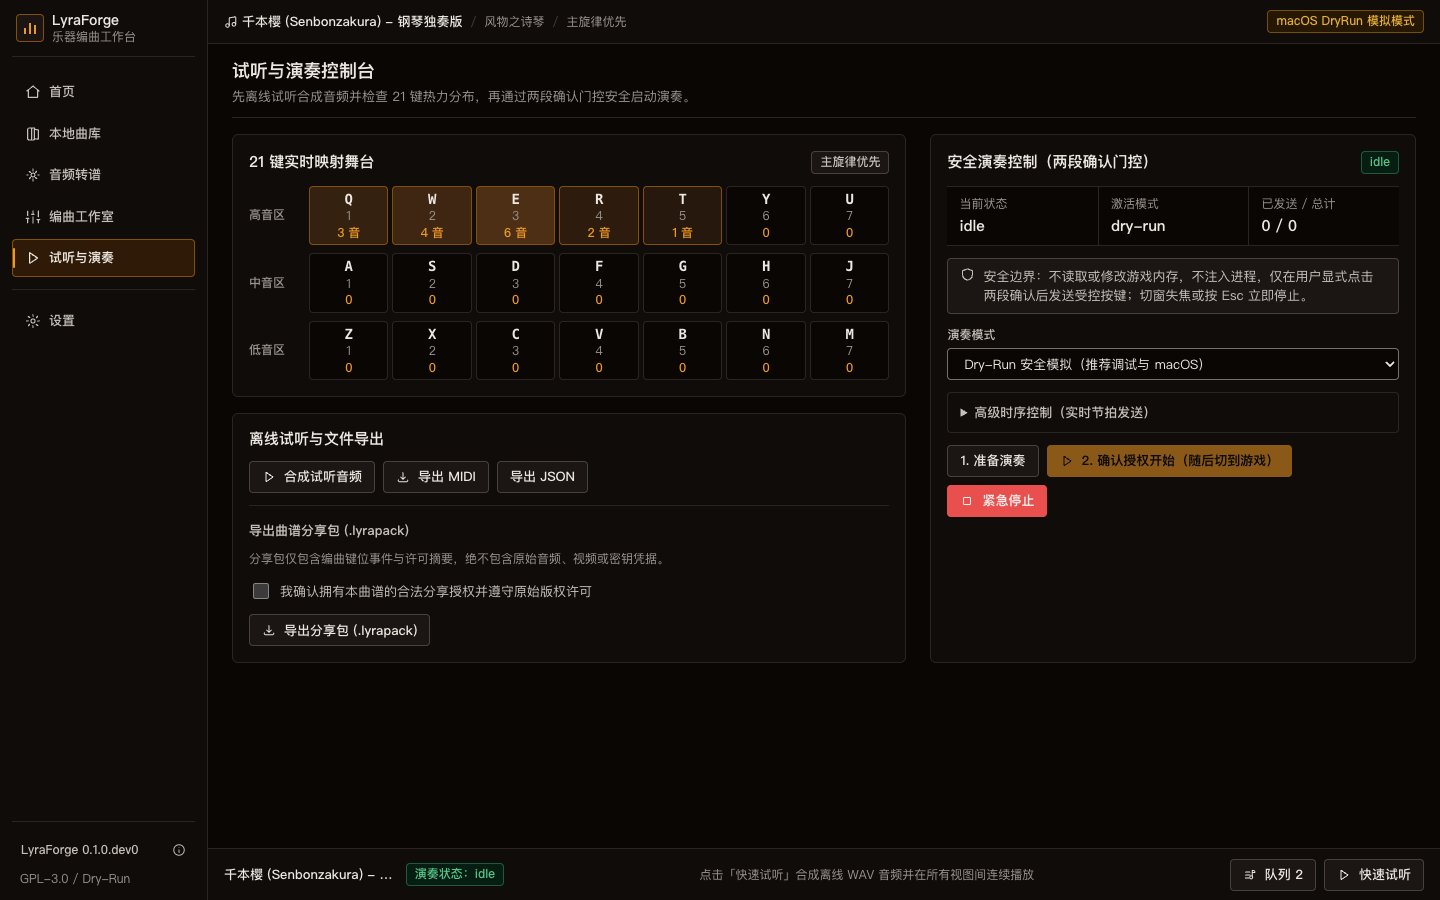 LyraForge
乐器编曲工作台
首页
本地曲库
音频转谱
编曲工作室
试听与演奏
设置
LyraForge 0.1.0.dev0
GPL-3.0 / Dry-Run
千本樱 (Senbonzakura) – 钢琴独奏版 / 风物之诗琴 / 主旋律优先
macOS DryRun 模拟模式
试听与演奏控制台
先离线试听合成音频并检查 21 键热力分布，再通过两段确认门控安全启动演奏。
21 键实时映射舞台
主旋律优先
高音区
Q W E R T Y U
1 2 3 4 5 6 7
3 音 4 音 6 音 2 音 1 音 0 0
中音区
A S D F G H J
1 2 3 4 5 6 7
0 0 0 0 0 0 0
低音区
Z X C V B N M
1 2 3 4 5 6 7
0 0 0 0 0 0 0
离线试听与文件导出
合成试听音频 导出 MIDI 导出 JSON
导出曲谱分享包 (.lyrapack)
分享包仅包含编曲键位事件与许可摘要，绝不包含原始音频、视频或密钥凭据。
我确认拥有本曲谱的合法分享授权并遵守原始版权许可
导出分享包 (.lyrapack)
安全演奏控制（两段确认门控）
idle
当前状态 激活模式 已发送 / 总计
idle dry-run 0 / 0
安全边界：不读取或修改游戏内存，不注入进程，仅在用户显式点击
两段确认后发送受控按键；切窗失焦或按 Esc 立即停止。
演奏模式
Dry-Run 安全模拟（推荐调试与 macOS）
高级时序控制（实时节拍发送）
1. 准备演奏 2. 确认授权开始（随后切到游戏）
紧急停止
千本樱 (Senbonzakura) – ...
演奏状态：idle
点击「快速试听」合成离线 WAV 音频并在所有视图间连续播放
队列 2
快速试听